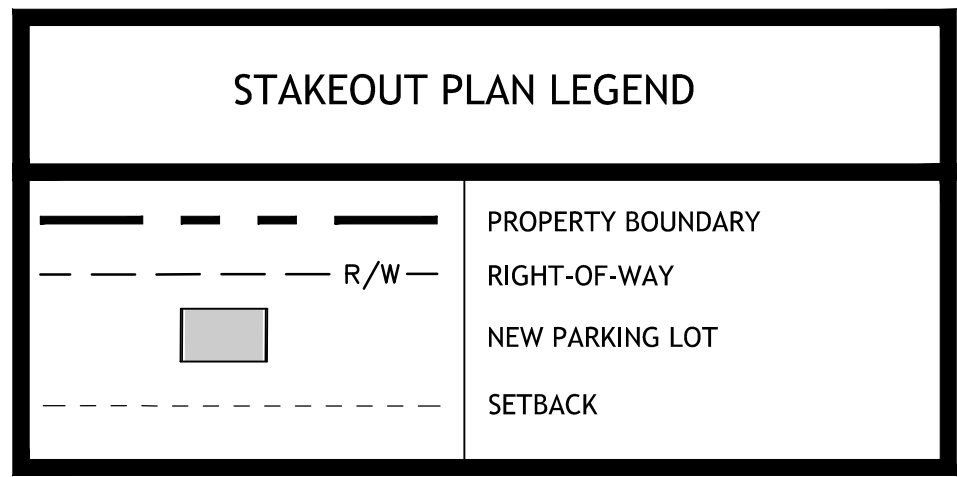 STAKEOUT PLAN LEGEND
PROPERTY BOUNDARY
R/W RIGHT-OF-WAY
NEW PARKING LOT
SETBACK